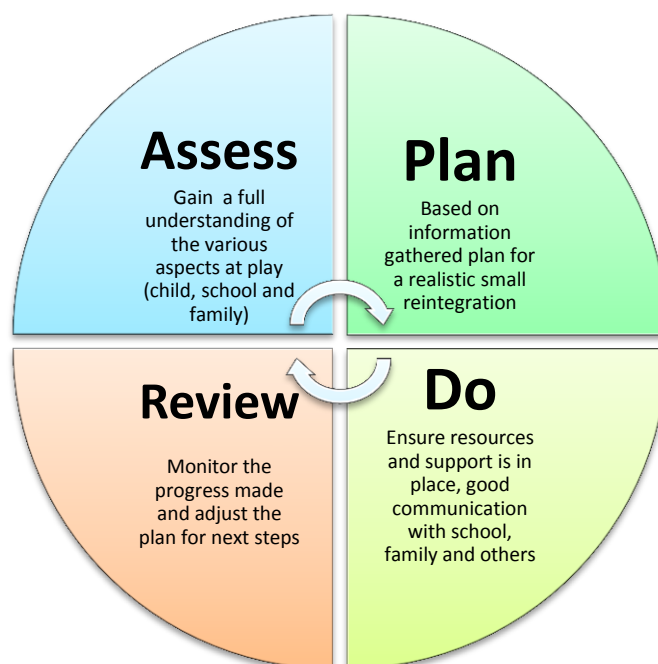 Assess
Gain a full
understanding of
the various
aspects at play
(child, school and
family)
Plan
Based on
information
gathered plan for
a realistic small
reintegration
Review
Monitor the
progress made
and adjust the
plan for next steps
Do
Ensure resources
and support is in
place, good
communication
with school,
family and others